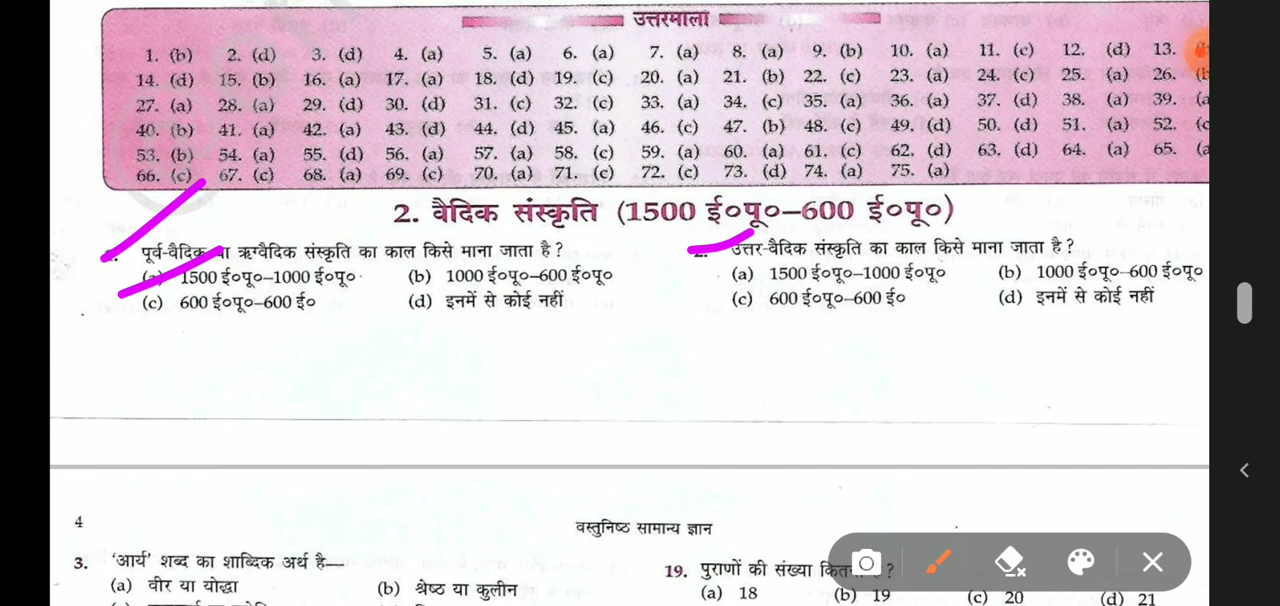 उत्तरमाला
1. (b) 2. (d) 3. (d) 4. (a) 5. (a) 6. (a) 7. (a) 8. (a) 9. (b) 10. (a) 11. (c) 12. (d) 13.
14. (d) 15. (b) 16. (a) 17. (a) 18. (d) 19. (c) 20. (a) 21. (b) 22. (c) 23. (a) 24. (c) 25. (a) 26. (b
27. (a) 28. (a) 29. (d) 30. (d) 31. (c) 32. (c) 33. (a) 34. (c) 35. (a) 36. (a) 37. (d) 38. (a) 39. (a
40. (b) 41. (a) 42. (a) 43. (d) 44. (d) 45. (a) 46. (c) 47. (b) 48. (c) 49. (d) 50. (d) 51. (a) 52. (c
53. (b) 54. (a) 55. (d) 56. (a) 57. (a) 58. (c) 59. (a) 60. (a) 61. (c) 62. (d) 63. (d) 64. (a) 65. (a
66. (c) 67. (c) 68. (a) 69. (c) 70. (a) 71. (c) 72. (c) 73. (d) 74. (a) 75. (a)
2. वैदिक संस्कृति (1500 ई०पू०–600 ई०पू०)
पूर्व-वैदिक या ऋग्वैदिक संस्कृति का काल किसे माना जाता है ?
(a) 1500 ई०पू०–1000 ई०पू० (b) 1000 ई०पू०–600 ई०पू०
(c) 600 ई०पू०–600 ई० (d) इनमें से कोई नहीं
उत्तर-वैदिक संस्कृति का काल किसे माना जाता है ?
(a) 1500 ई०पू०–1000 ई०पू० (b) 1000 ई०पू०–600 ई०पू०
(c) 600 ई०पू०–600 ई० (d) इनमें से कोई नहीं
4
वस्तुनिष्ठ सामान्य ज्ञान
3. 'आर्य' शब्द का शाब्दिक अर्थ है—
(a) वीर या योद्धा (b) श्रेष्ठ या कुलीन
19. पुराणों की संख्या ?
(a) 18 (b) 19 (c) 20 (d) 21